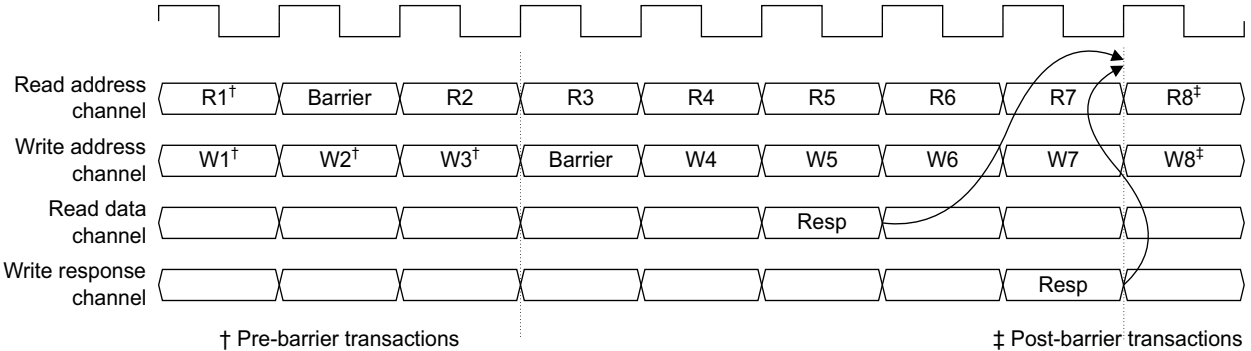 Read address
channel
R1† Barrier R2 R3 R4 R5 R6 R7 R8‡
Write address
channel
W1† W2† W3† Barrier W4 W5 W6 W7 W8‡
Read data
channel
Resp
Write response
channel
Resp
† Pre-barrier transactions
‡ Post-barrier transactions